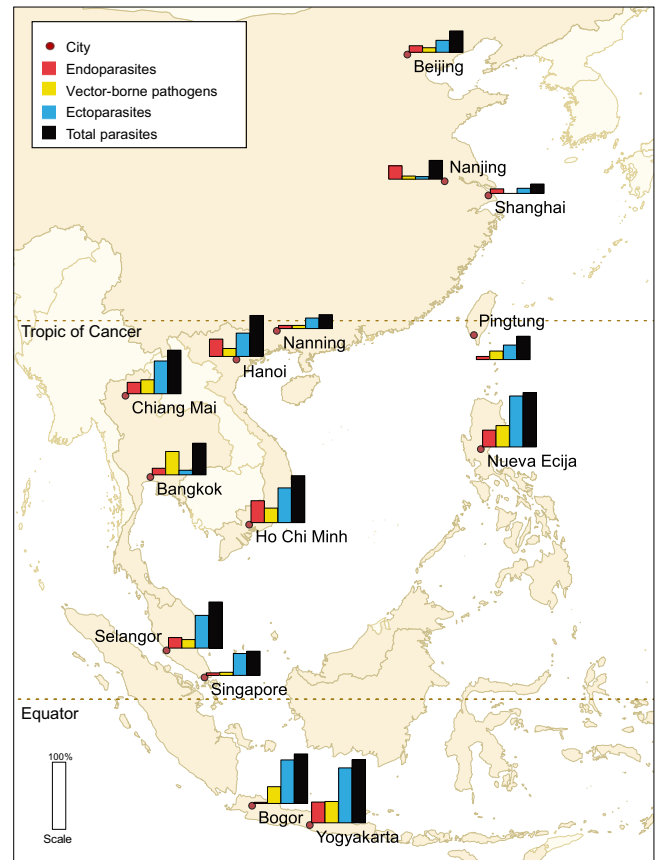 City
Endoparasites
Vector-borne pathogens
Ectoparasites
Total parasites
Beijing
Nanjing
Shanghai
Tropic of Cancer
Pingtung
Nanning
Hanoi
Chiang Mai
Nueva Ecija
Bangkok
Ho Chi Minh
Selangor
Singapore
Equator
100%
Scale
Bogor
Yogyakarta